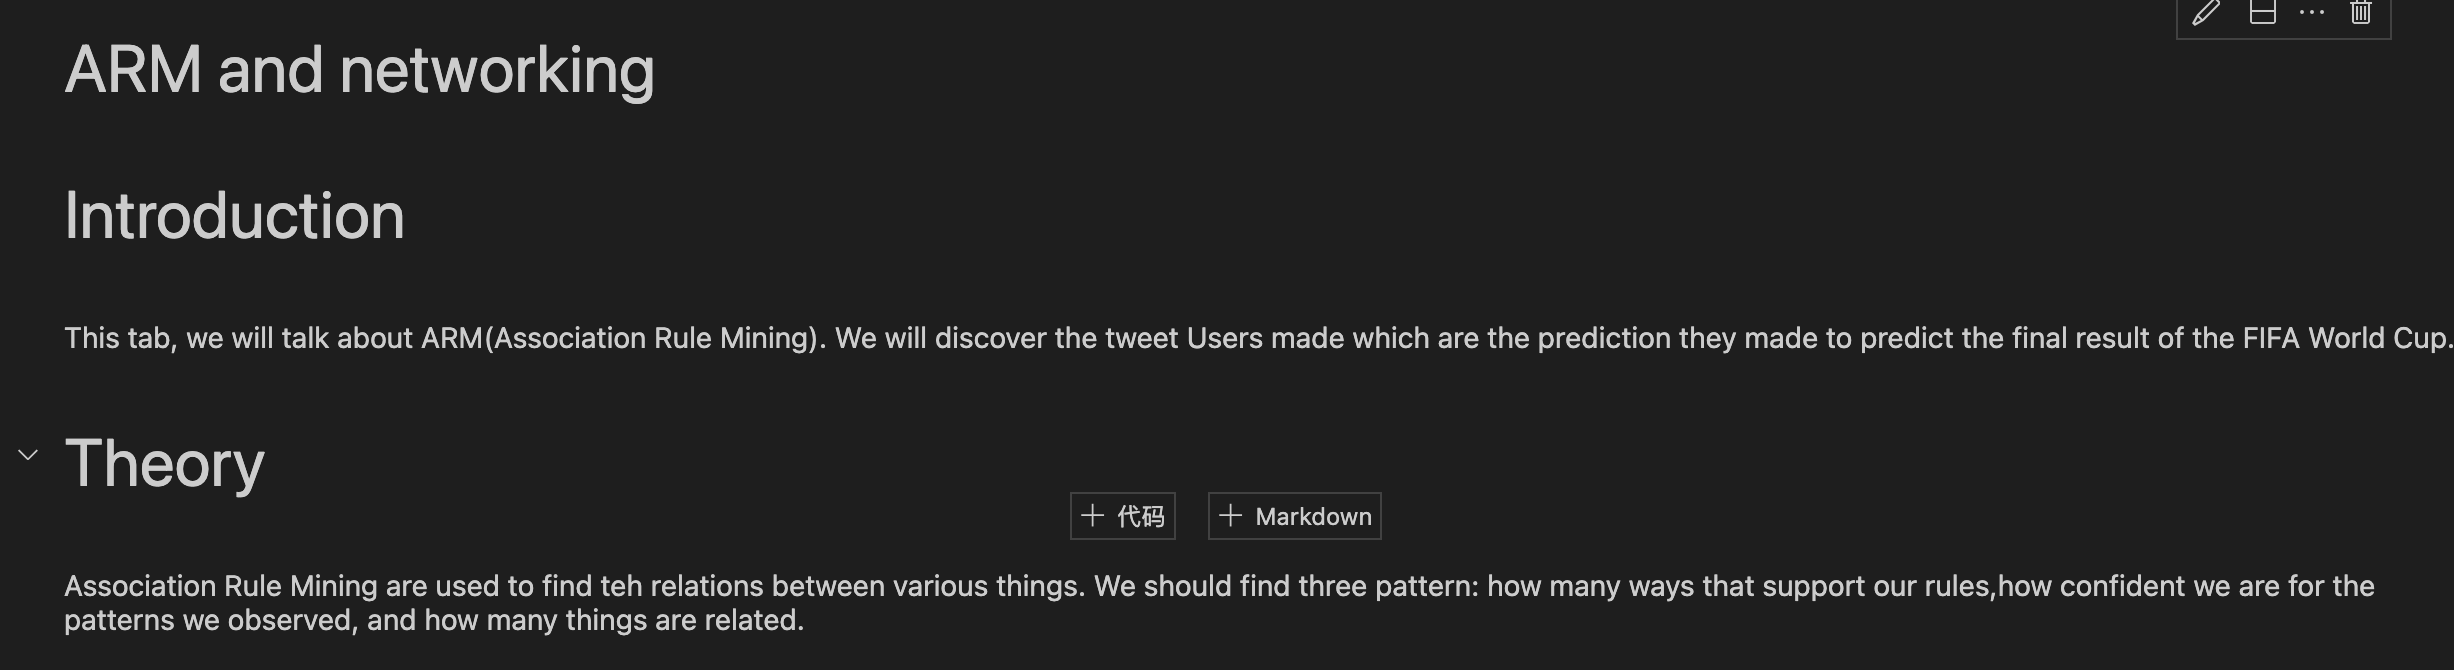 ARM and networking
Introduction
This tab, we will talk about ARM(Association Rule Mining). We will discover the tweet Users made which are the prediction they made to predict the final result of the FIFA World Cup.
Theory
代码
Markdown
Association Rule Mining are used to find teh relations between various things. We should find three pattern: how many ways that support our rules,how confident we are for the
patterns we observed, and how many things are related.